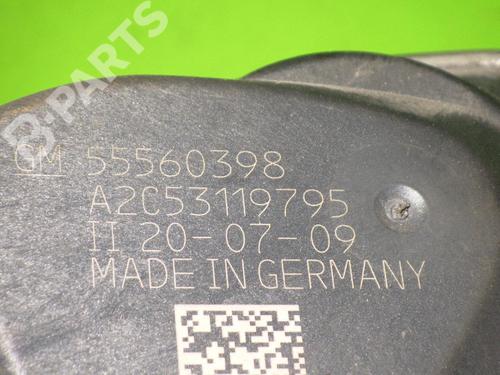 B-PARTS
GM 55560398
A2C53119795
II 20-07-09
MADE IN GERMANY